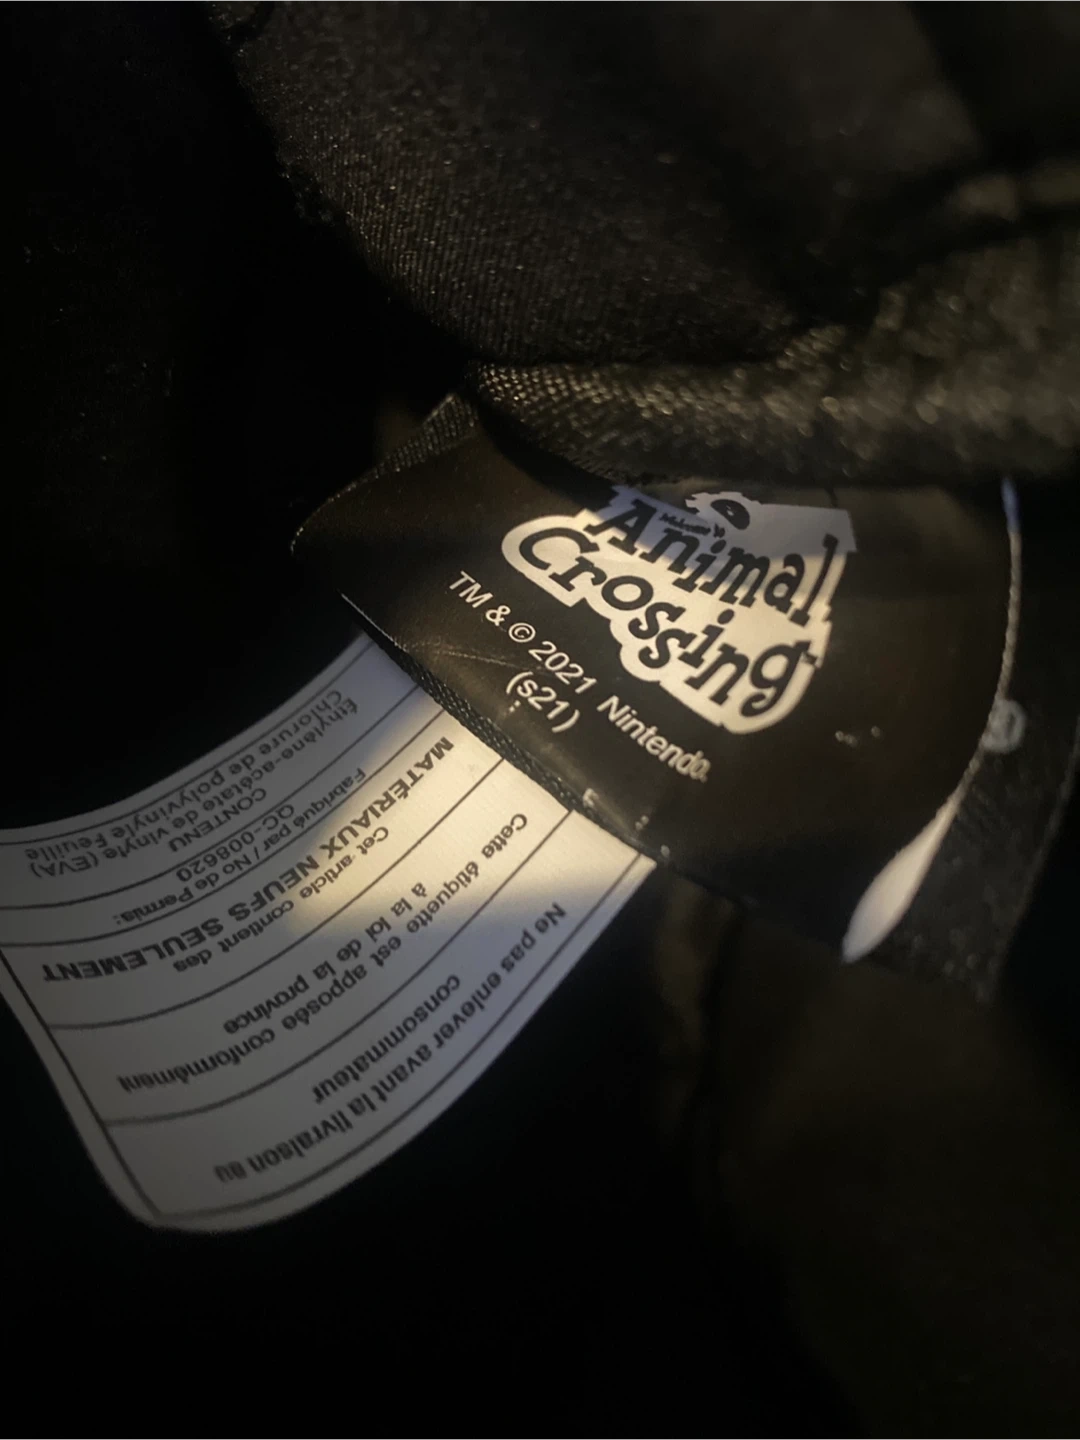 Welcome to
Animal
Crossing
TM & © 2021 Nintendo.
(s21)
Ne pas enlever avant la livraison au
consommateur
Cette étiquette est apposée conformément
à la loi de la province
Cet article contient des
MATÉRIAUX NEUFS SEULEMENT
Fabriqué par / No de Permis:
QC-008620
CONTENU
Éthylène-acétate de vinyle (EVA)
Chlorure de polyvinyle Feuille